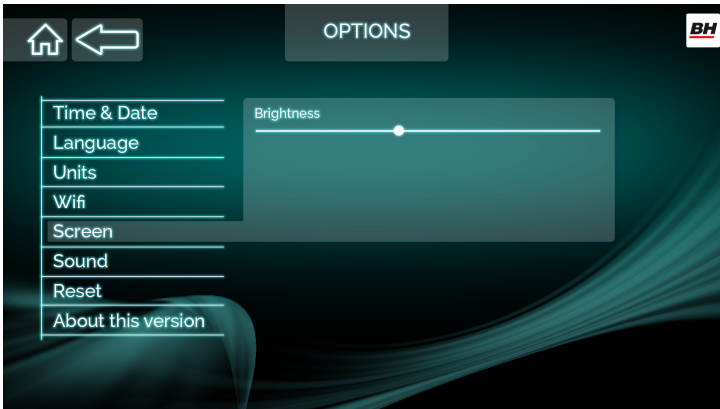 OPTIONS
BH
Time & Date
Language
Units
Wifi
Screen
Sound
Reset
About this version
Brightness